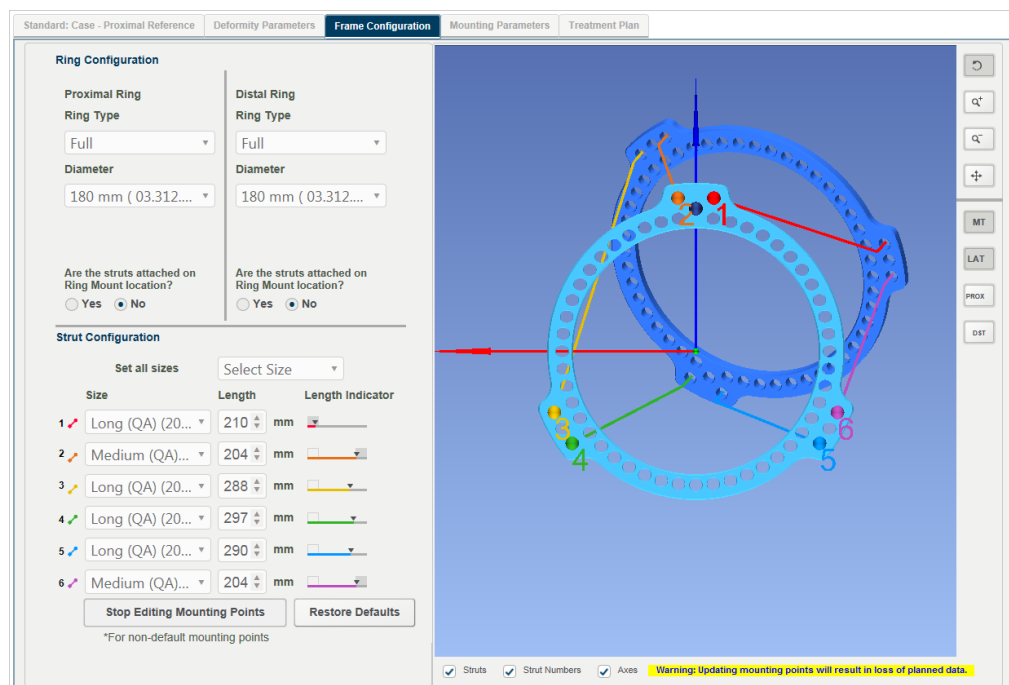 Standard: Case - Proximal Reference
Deformity Parameters
Frame Configuration
Mounting Parameters
Treatment Plan
Ring Configuration
Proximal Ring
Ring Type
Full
Diameter
180 mm ( 03.312....
Are the struts attached on
Ring Mount location?
Yes No
Distal Ring
Ring Type
Full
Diameter
180 mm ( 03.312....
Are the struts attached on
Ring Mount location?
Yes No
Strut Configuration
Set all sizes Select Size
Size Length Length Indicator
1 Long (QA) (20... 210 mm
2 Medium (QA)... 204 mm
3 Long (QA) (20... 288 mm
4 Long (QA) (20... 297 mm
5 Long (QA) (20... 290 mm
6 Medium (QA)... 204 mm
Stop Editing Mounting Points
Restore Defaults
*For non-default mounting points
2 1
3 6
4 5
MT
LAT
PROX
DST
Struts Strut Numbers Axes Warning: Updating mounting points will result in loss of planned data.